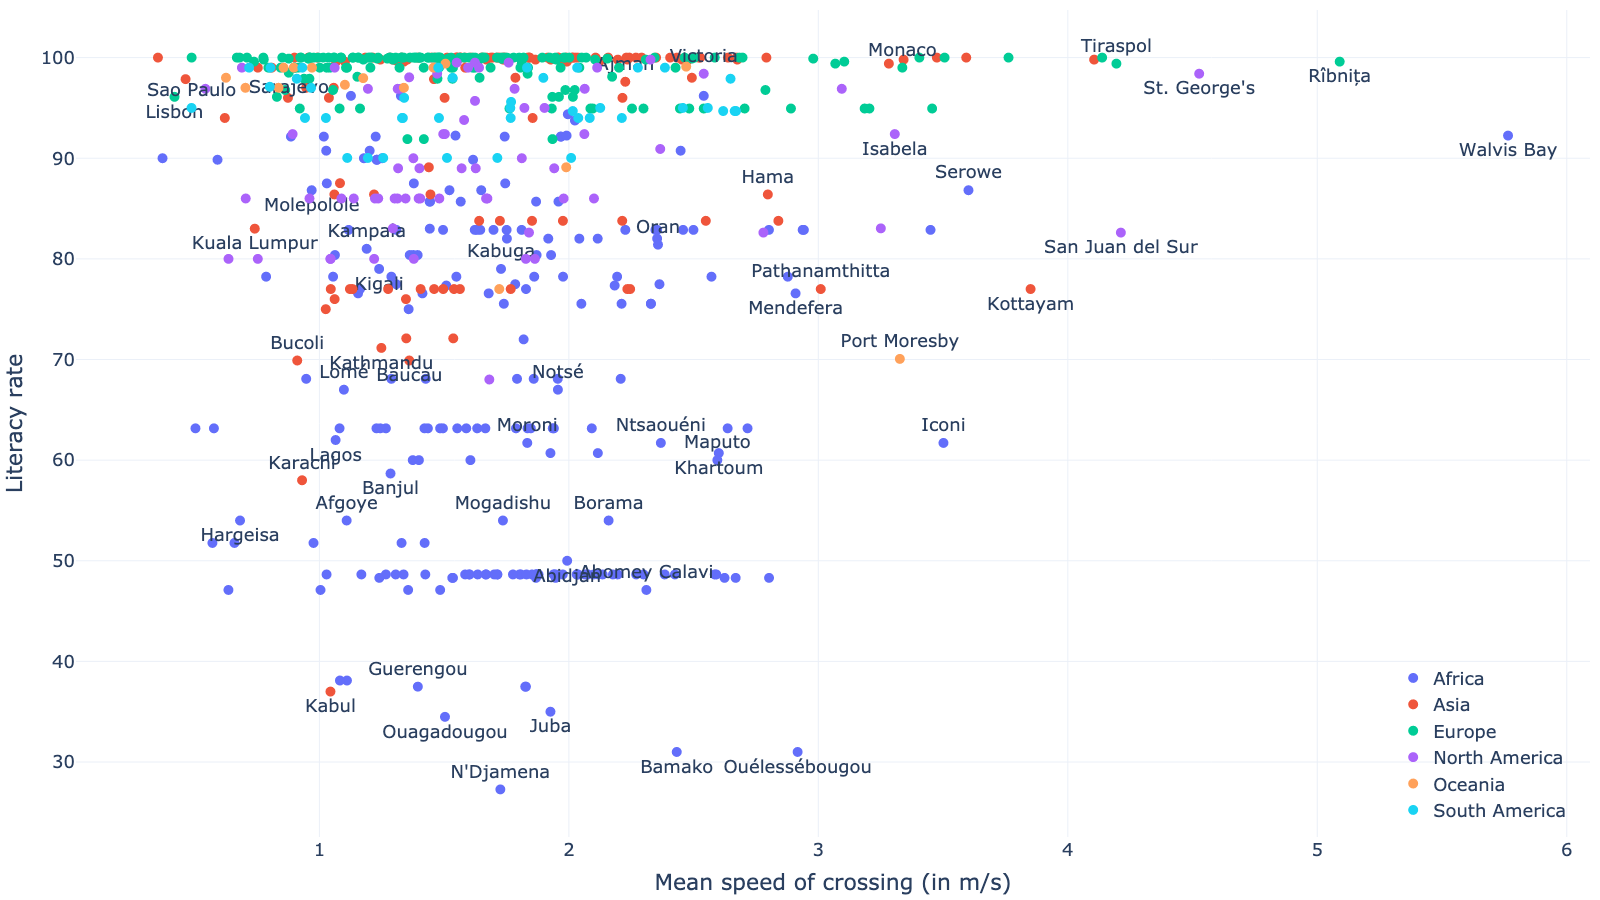 100
90
80
70
60
50
40
30
Literacy rate
1
2
3
4
5
6
Mean speed of crossing (in m/s)
Victoria
Ajman
Monaco
Tiraspol
Rîbnița
St. George's
Sao Paulo
Sarajevo
Lisbon
Isabela
Walvis Bay
Hama
Serowe
Molepolole
Kampala
Oran
Kuala Lumpur
Kabuga
San Juan del Sur
Pathanamthitta
Kigali
Mendefera
Kottayam
Bucoli
Port Moresby
Kathmandu
Lomé
Baucau
Notsé
Moroni
Ntsaouéni
Iconi
Maputo
Lagos
Karachi
Khartoum
Banjul
Afgoye
Mogadishu
Borama
Hargeisa
Abidjan
Abomey Calavi
Guerengou
Kabul
Ouagadougou
Juba
N'Djamena
Bamako
Ouélessébougou
Africa
Asia
Europe
North America
Oceania
South America